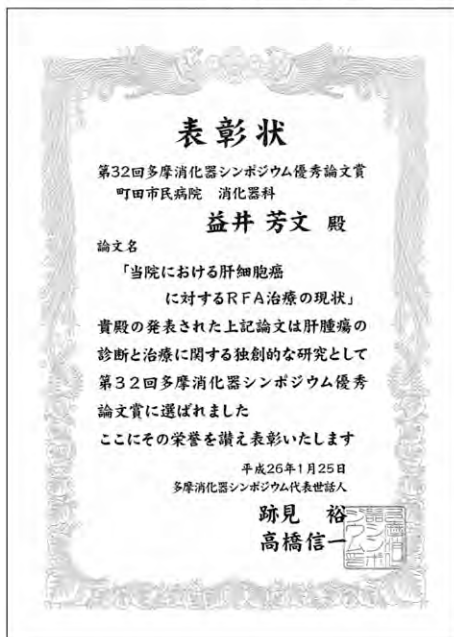 表彰状
第32回多摩消化器シンポジウム優秀論文賞
町田市民病院 消化器科
益井 芳文 殿
論文名
「当院における肝細胞癌
に対するRFA治療の現状」
貴殿の発表された上記論文は肝腫瘍の
診断と治療に関する独創的な研究として
第32回多摩消化器シンポジウム優秀
論文賞に選ばれました
ここにその栄誉を讃え表彰いたします
平成26年1月25日
多摩消化器シンポジウム代表世話人
跡見 裕
高橋信一